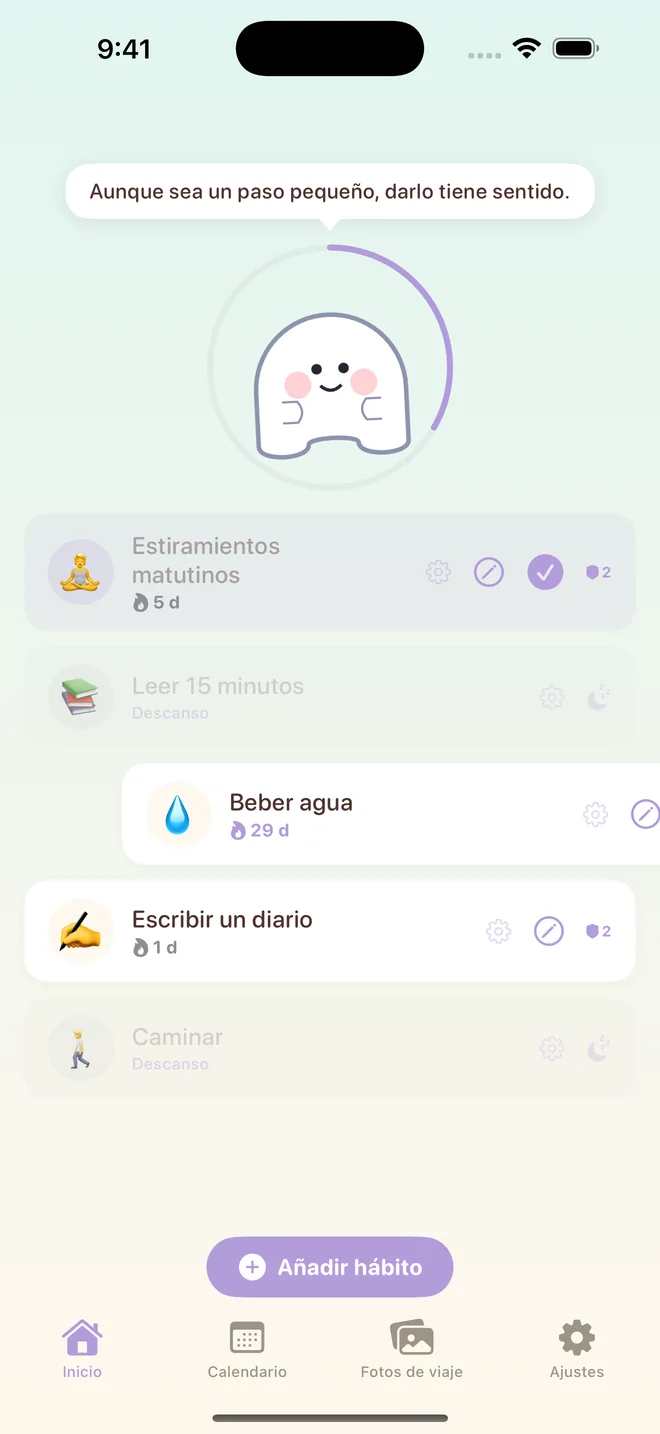 9:41
Aunque sea un paso pequeño, darlo tiene sentido.
Estiramientos
matutinos
5 d
2
Leer 15 minutos
Descanso
Beber agua
29 d
Escribir un diario
1 d
2
Caminar
Descanso
Añadir hábito
Inicio
Calendario
Fotos de viaje
Ajustes